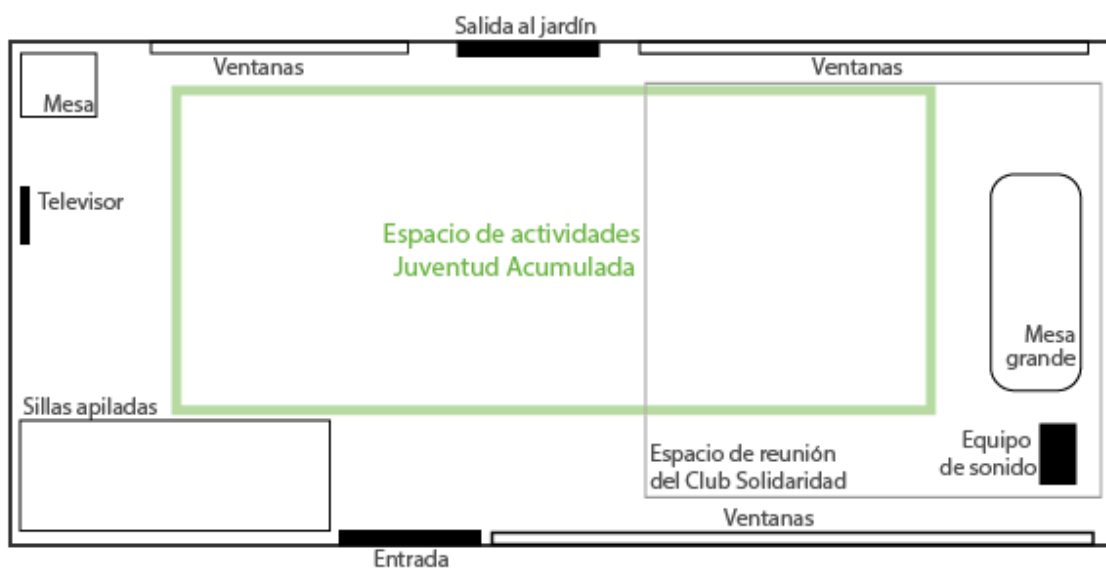 Salida al jardín
Ventanas
Ventanas
Mesa
Televisor
Espacio de actividades
Juventud Acumulada
Mesa
grande
Sillas apiladas
Espacio de reunión
del Club Solidaridad
Equipo
de sonido
Ventanas
Entrada